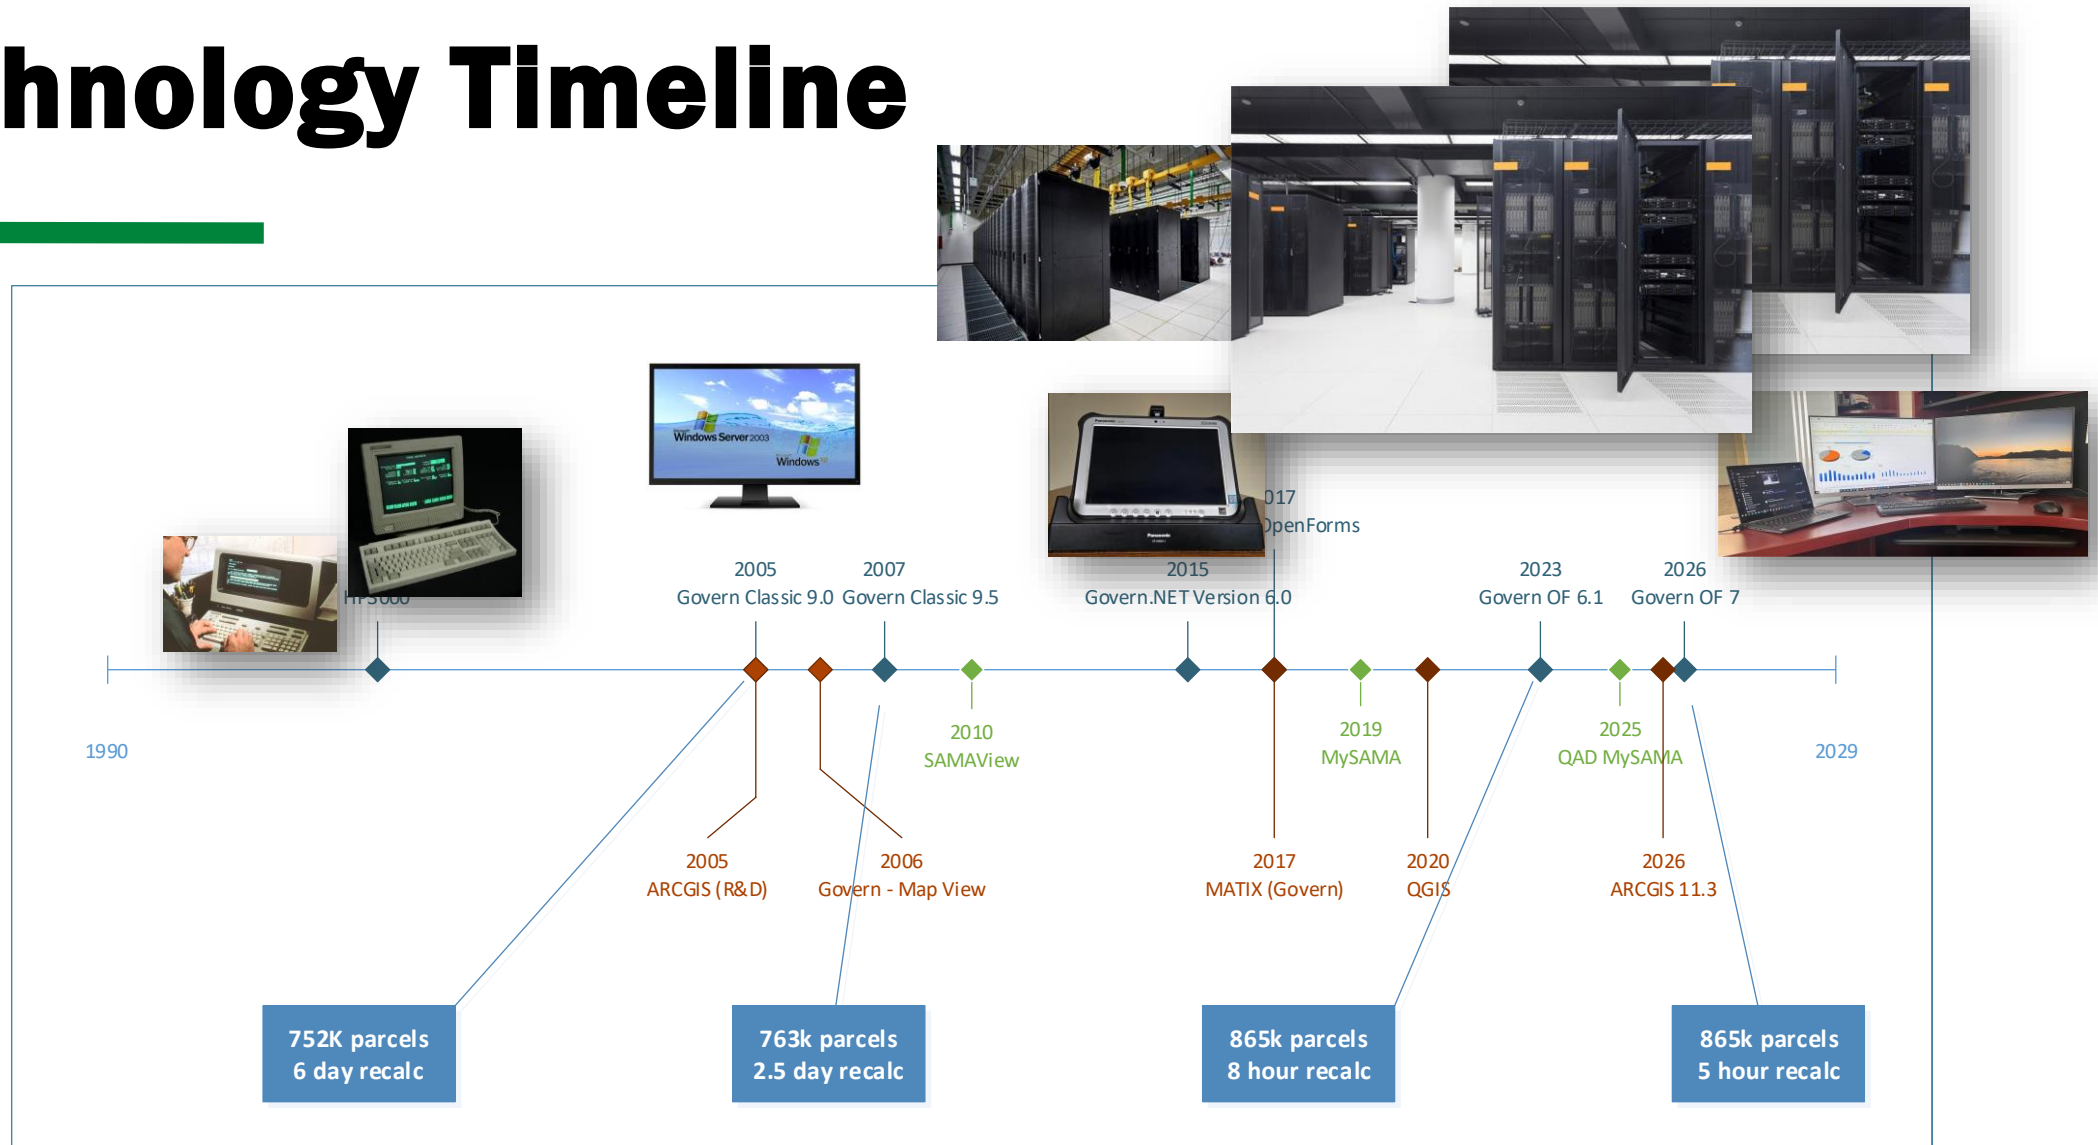 hnology Timeline
Windows Server 2003
Windows
Panasonic
Panasonic
017
OpenForms
HP3000
2005
Govern Classic 9.0
2007
Govern Classic 9.5
2015
Govern.NET Version 6.0
2023
Govern OF 6.1
2026
Govern OF 7
1990
2010
SAMAView
2019
MySAMA
2025
QAD MySAMA
2029
2005
ARCGIS (R&D)
2006
Govern - Map View
2017
MATIX (Govern)
2020
QGIS
2026
ARCGIS 11.3
752K parcels
6 day recalc
763k parcels
2.5 day recalc
865k parcels
8 hour recalc
865k parcels
5 hour recalc